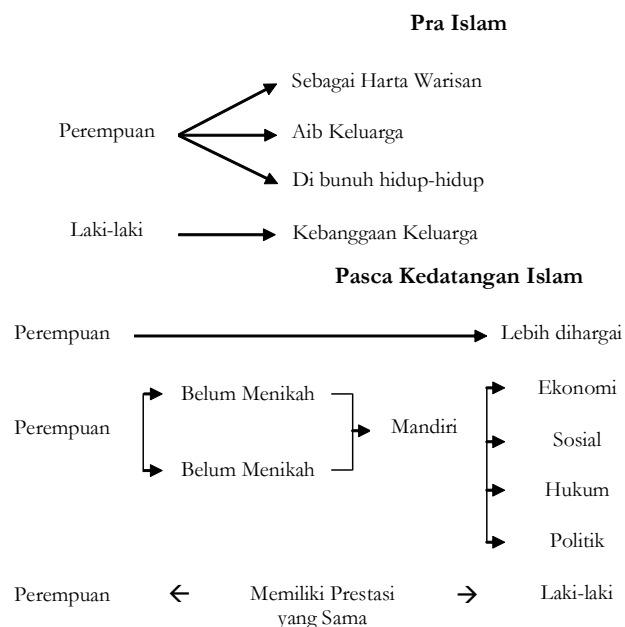 Pra Islam
Sebagai Harta Warisan
Perempuan
Aib Keluarga
Di bunuh hidup-hidup
Laki-laki
Kebanggaan Keluarga
Pasca Kedatangan Islam
Perempuan
Lebih dihargai
Belum Menikah
Ekonomi
Perempuan
Mandiri
Sosial
Belum Menikah
Hukum
Politik
Perempuan
Memiliki Prestasi
yang Sama
Laki-laki